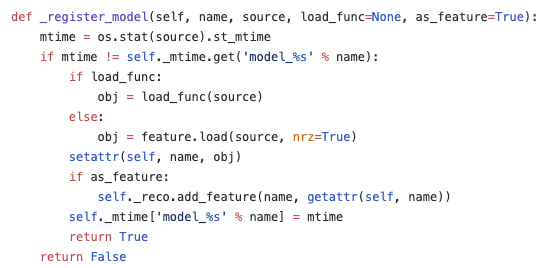 def _register_model(self, name, source, load_func=None, as_feature=True):
    mtime = os.stat(source).st_mtime
    if mtime != self._mtime.get('model_%s' % name):
        if load_func:
            obj = load_func(source)
        else:
            obj = feature.load(source, nrz=True)
        setattr(self, name, obj)
        if as_feature:
            self._reco.add_feature(name, getattr(self, name))
        self._mtime['model_%s' % name] = mtime
        return True
    return False